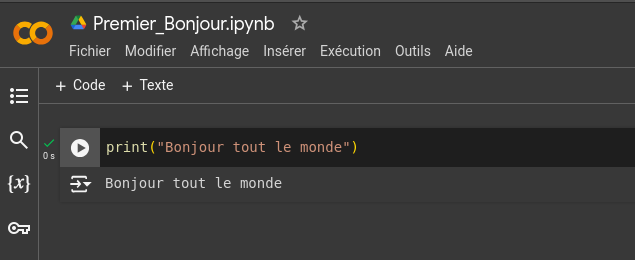 Premier_Bonjour.ipynb
Fichier Modifier Affichage Insérer Exécution Outils Aide
+ Code + Texte
print("Bonjour tout le monde")
0 s
Bonjour tout le monde
{x}